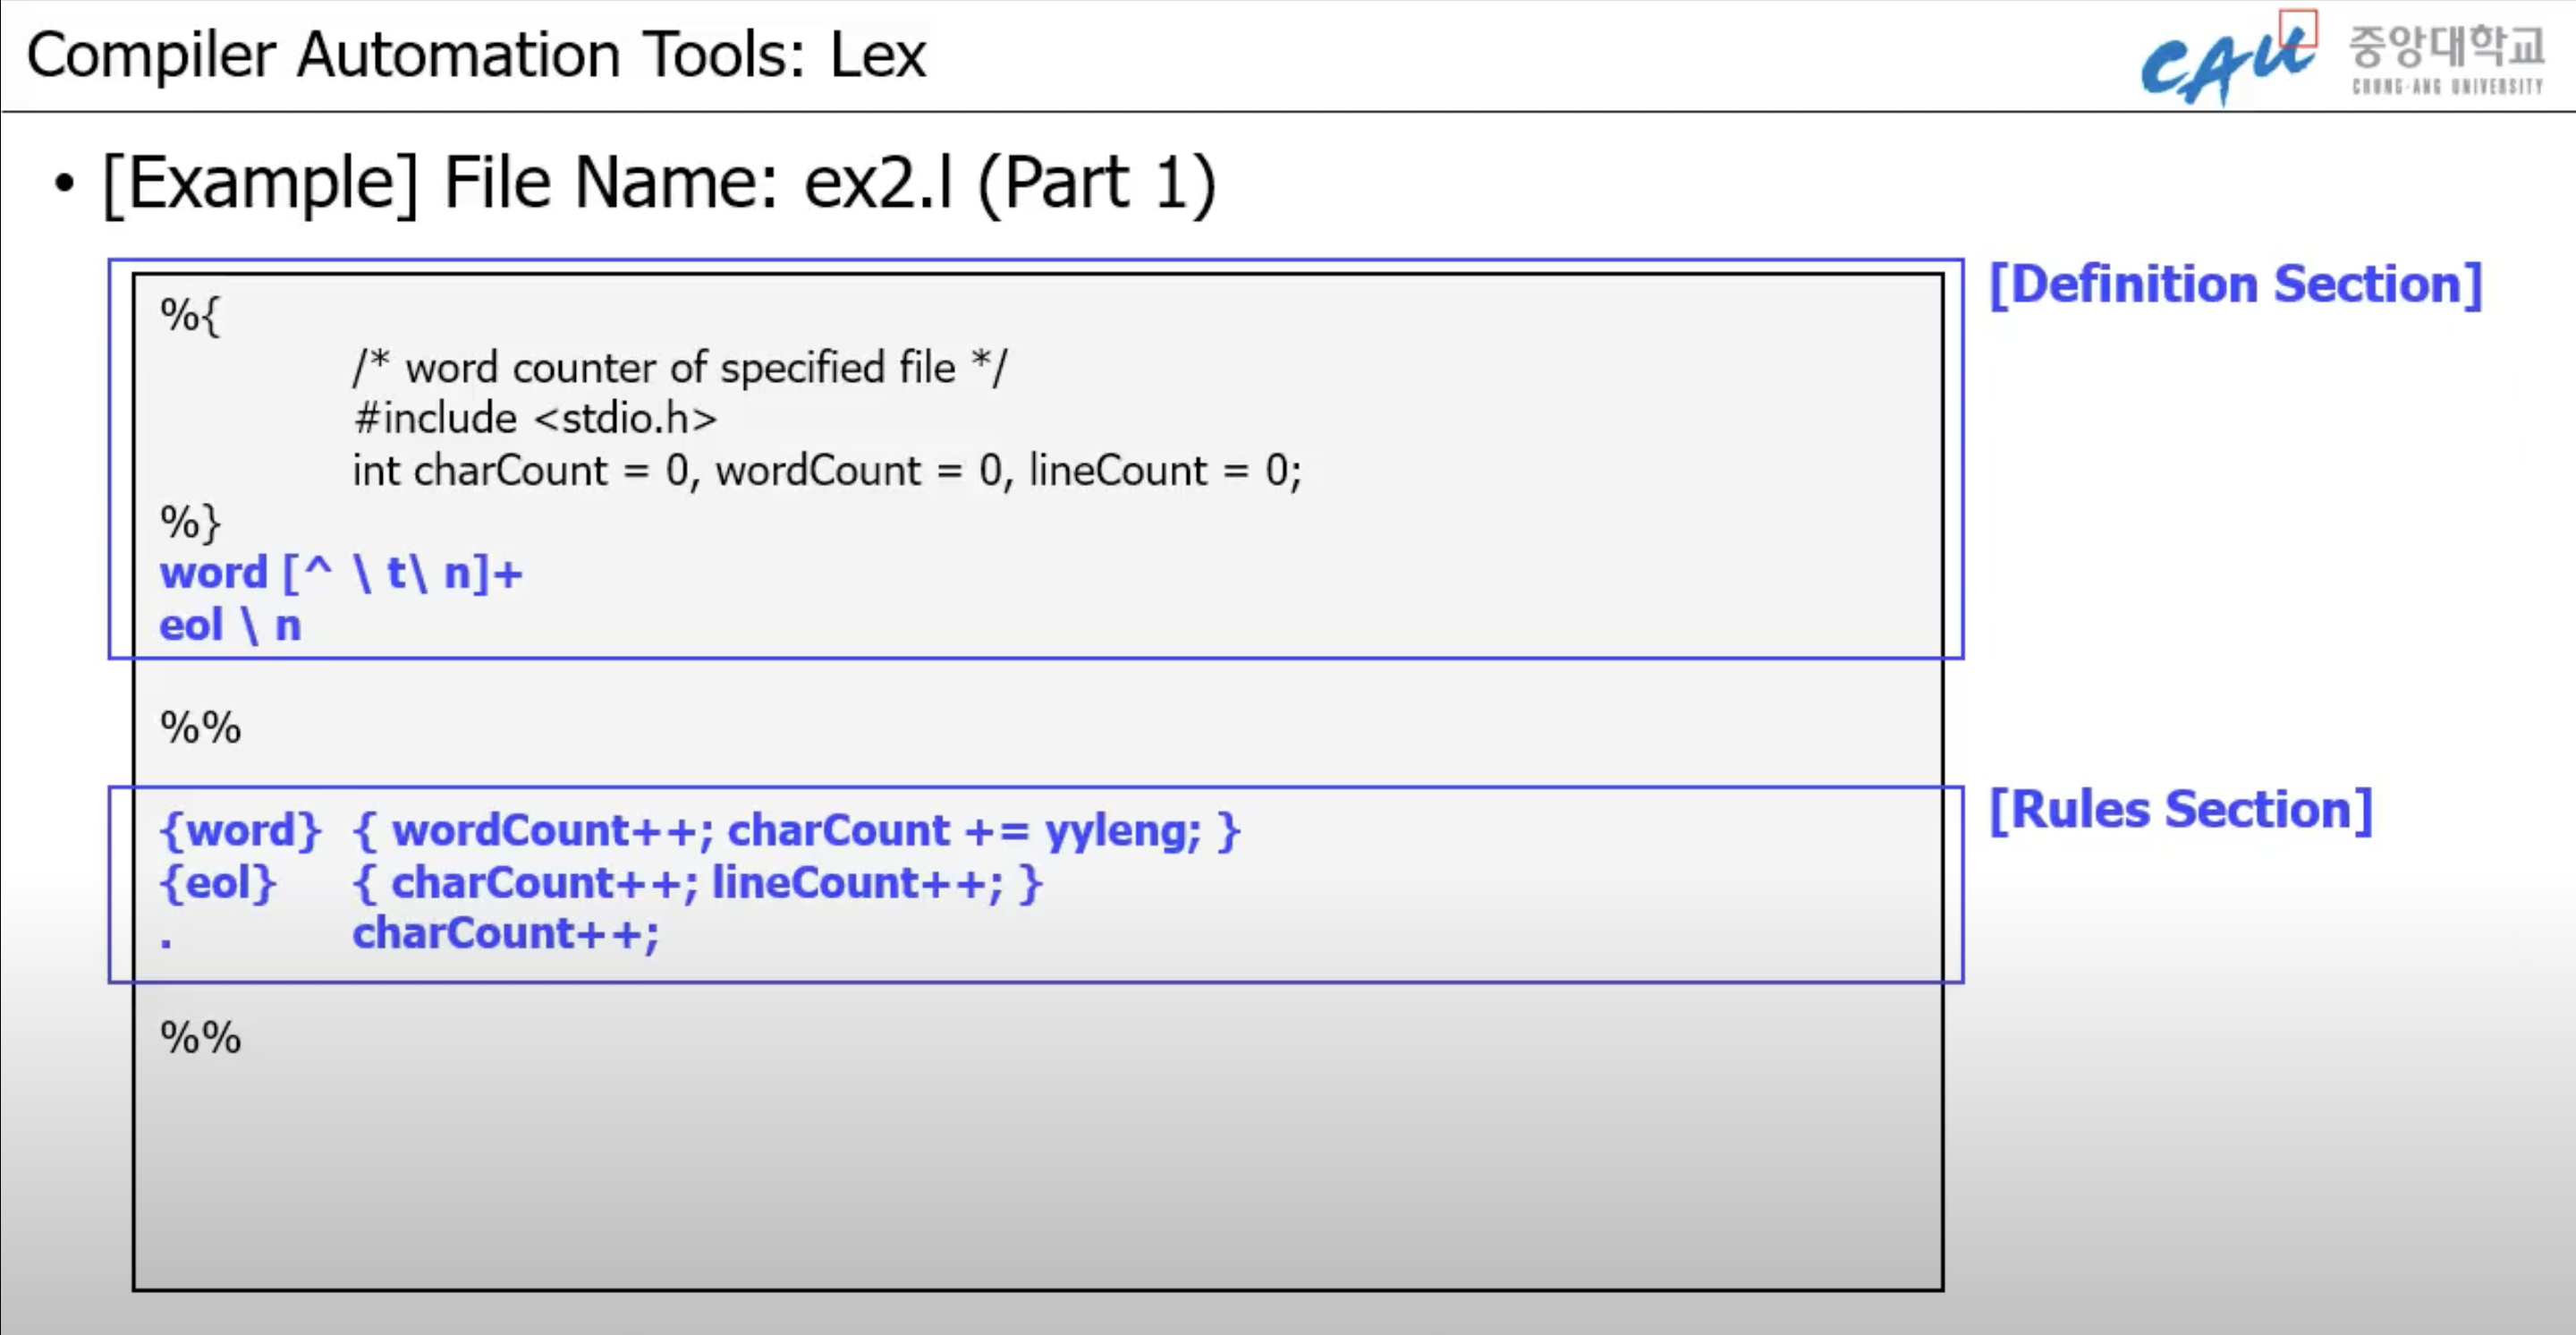 Compiler Automation Tools: Lex
CAU 중앙대학교
CHUNG-ANG UNIVERSITY
• [Example] File Name: ex2.l (Part 1)
[Definition Section]
%{
/* word counter of specified file */
#include <stdio.h>
int charCount = 0, wordCount = 0, lineCount = 0;
%}
word [^ \ t\ n]+
eol \ n
%%
[Rules Section]
{word} { wordCount++; charCount += yyleng; }
{eol} { charCount++; lineCount++; }
. charCount++;
%%